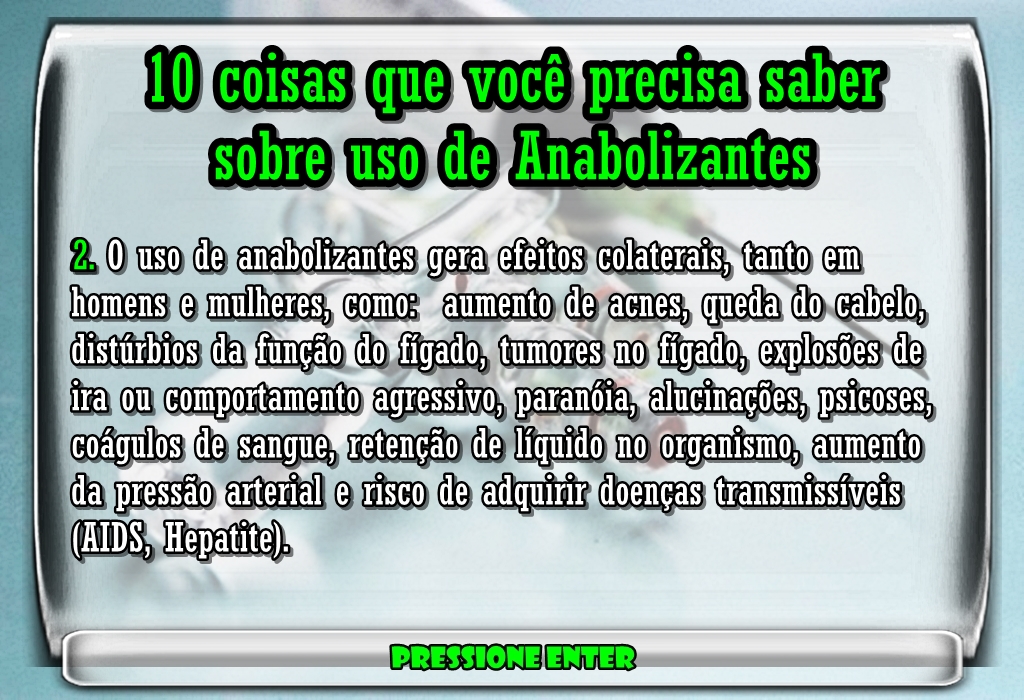 10 coisas que você precisa saber
sobre uso de Anabolizantes
2. O uso de anabolizantes gera efeitos colaterais, tanto em
homens e mulheres, como: aumento de acnes, queda do cabelo,
distúrbios da função do fígado, tumores no fígado, explosões de
ira ou comportamento agressivo, paranóia, alucinações, psicoses,
coágulos de sangue, retenção de líquido no organismo, aumento
da pressão arterial e risco de adquirir doenças transmissíveis
(AIDS, Hepatite).
PRESSIONE ENTER